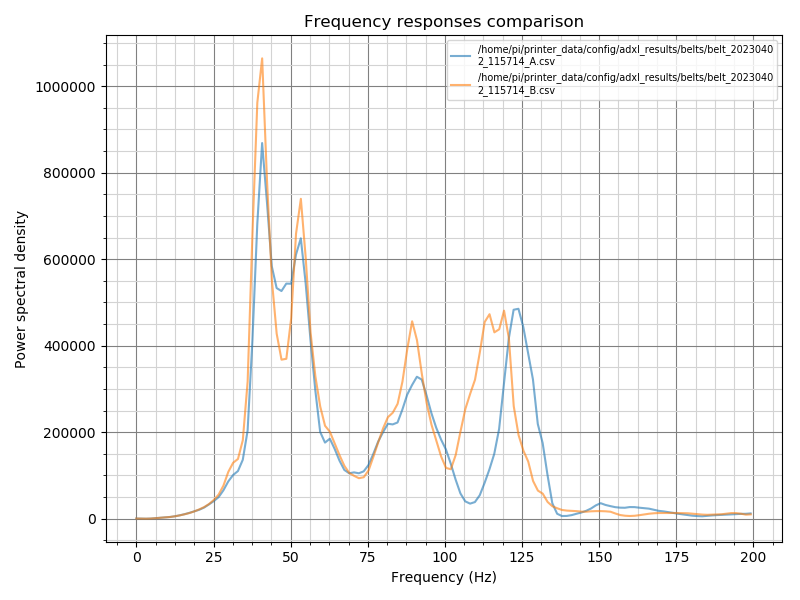 Frequency responses comparison
/home/pi/printer_data/config/adxl_results/belts/belt_2023040
2_115714_A.csv
/home/pi/printer_data/config/adxl_results/belts/belt_2023040
2_115714_B.csv
1000000
800000
600000
400000
200000
0
Power spectral density
0 25 50 75 100 125 150 175 200
Frequency (Hz)